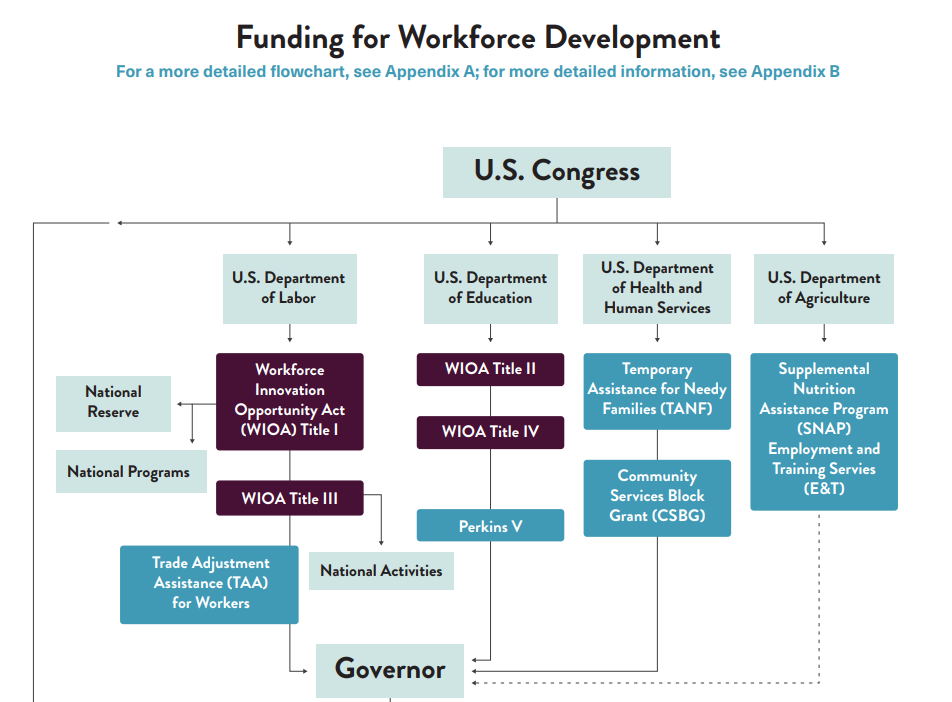 Funding for Workforce Development
For a more detailed flowchart, see Appendix A; for more detailed information, see Appendix B
U.S. Congress
U.S. Department
of Labor
U.S. Department
of Education
U.S. Department
of Health and
Human Services
U.S. Department
of Agriculture
National
Reserve
National Programs
Workforce
Innovation
Opportunity Act
(WIOA) Title I
WIOA Title III
National Activities
Trade Adjustment
Assistance (TAA)
for Workers
WIOA Title II
WIOA Title IV
Perkins V
Temporary
Assistance for Needy
Families (TANF)
Community
Services Block
Grant (CSBG)
Supplemental
Nutrition
Assistance Program
(SNAP)
Employment and
Training Servies
(E&T)
Governor